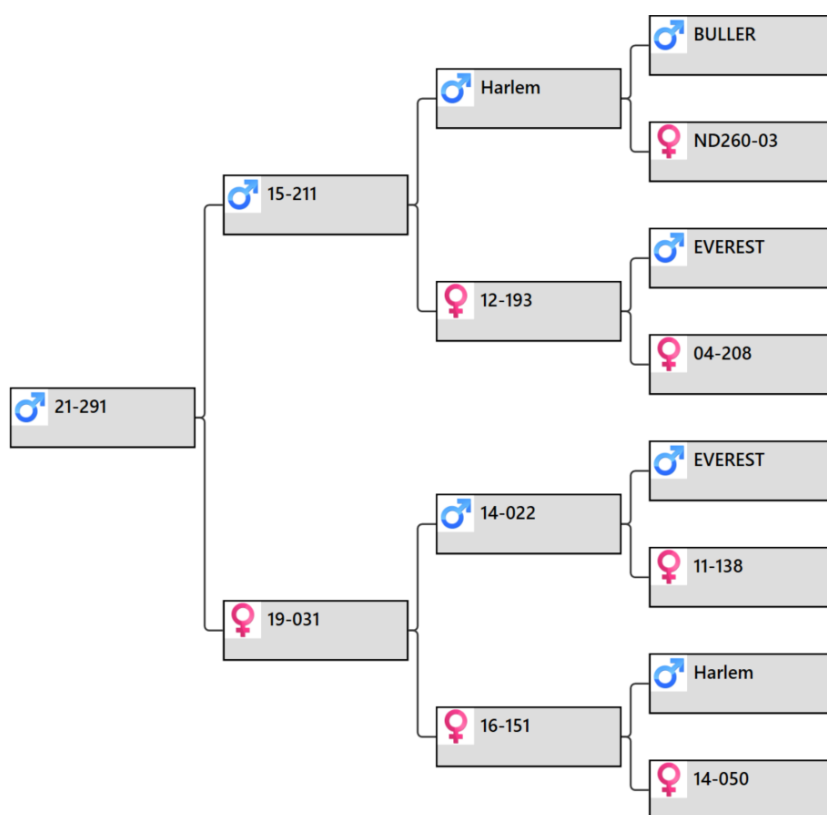 BULLER
Harlem
ND260-03
15-211
EVEREST
12-193
04-208
21-291
EVEREST
14-022
11-138
19-031
Harlem
16-151
14-050